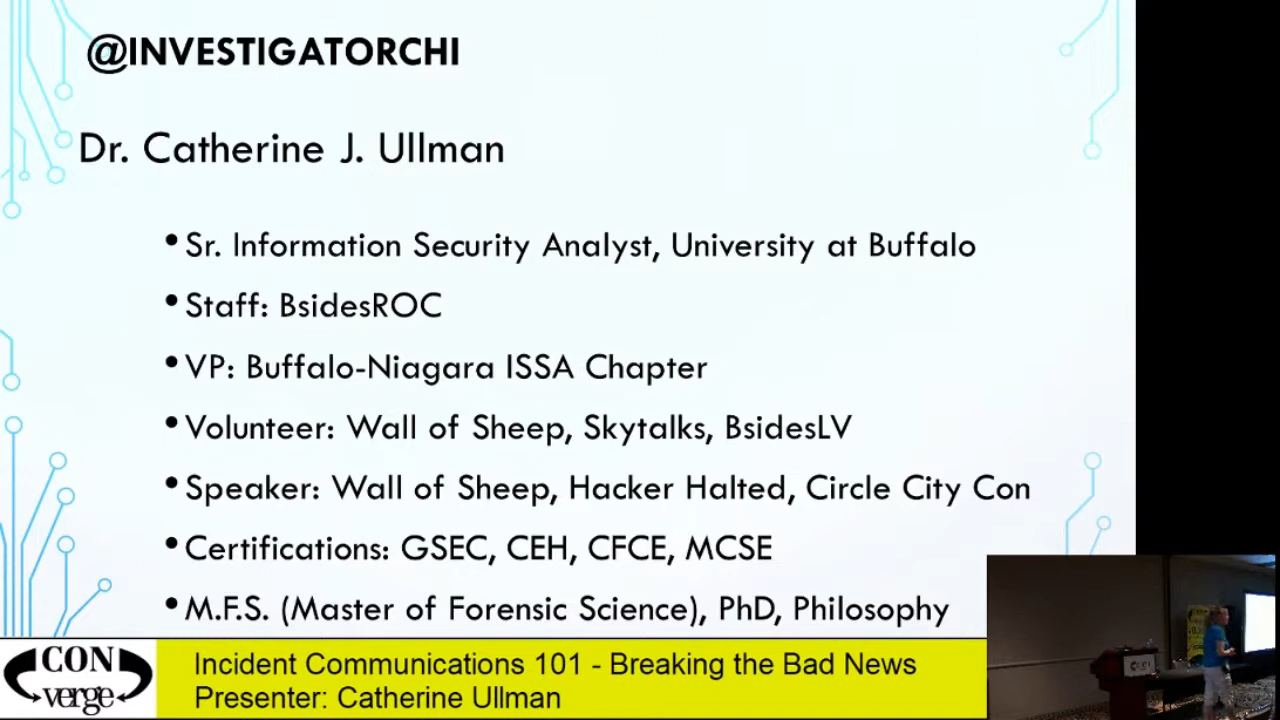 @INVESTIGATORCHI
Dr. Catherine J. Ullman
•Sr. Information Security Analyst, University at Buffalo
•Staff: BsidesROC
•VP: Buffalo-Niagara ISSA Chapter
•Volunteer: Wall of Sheep, Skytalks, BsidesLV
•Speaker: Wall of Sheep, Hacker Halted, Circle City Con
•Certifications: GSEC, CEH, CFCE, MCSE
•M.F.S. (Master of Forensic Science), PhD, Philosophy
CON
verge
Incident Communications 101 - Breaking the Bad News
Presenter: Catherine Ullman